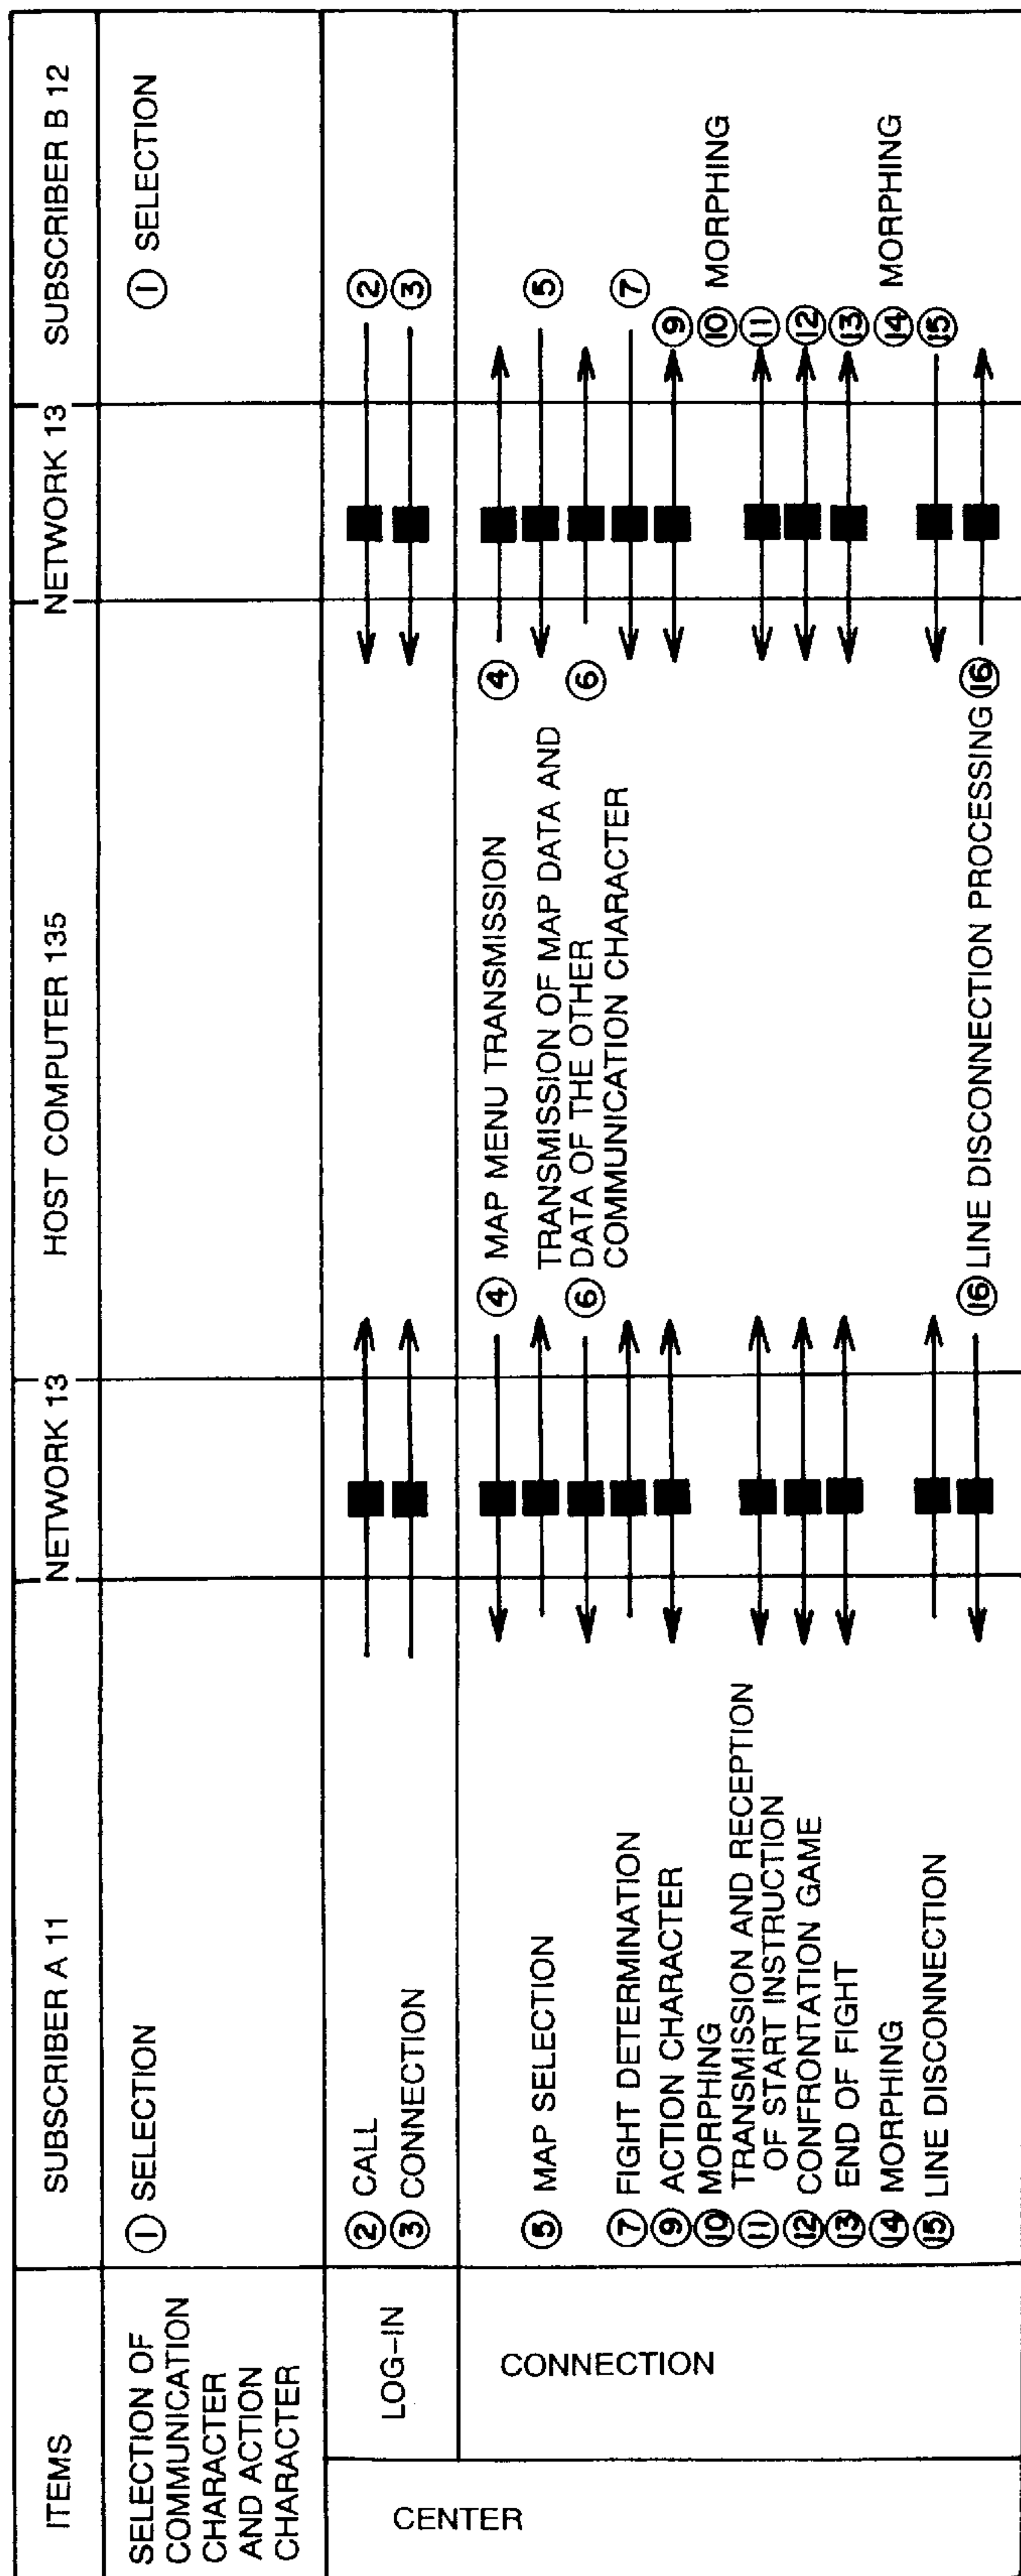 ITEMS
SUBSCRIBER A 11
NETWORK 13
HOST COMPUTER 135
NETWORK 13
SUBSCRIBER B 12
SELECTION OF
COMMUNICATION
CHARACTER
AND ACTION
CHARACTER
① SELECTION
① SELECTION
CENTER
LOG-IN
② CALL
②
③ CONNECTION
③
CONNECTION
④ MAP MENU TRANSMISSION
④
⑤ MAP SELECTION
⑤
TRANSMISSION OF MAP DATA AND
⑥ DATA OF THE OTHER
COMMUNICATION CHARACTER
⑥
⑦ FIGHT DETERMINATION
⑦
⑨ ACTION CHARACTER
⑨
⑩ MORPHING
⑩ MORPHING
TRANSMISSION AND RECEPTION
⑪ OF START INSTRUCTION
⑪
⑫ CONFRONTATION GAME
⑫
⑬ END OF FIGHT
⑬
⑭ MORPHING
⑭ MORPHING
⑮ LINE DISCONNECTION
⑮
⑯ LINE DISCONNECTION PROCESSING ⑯